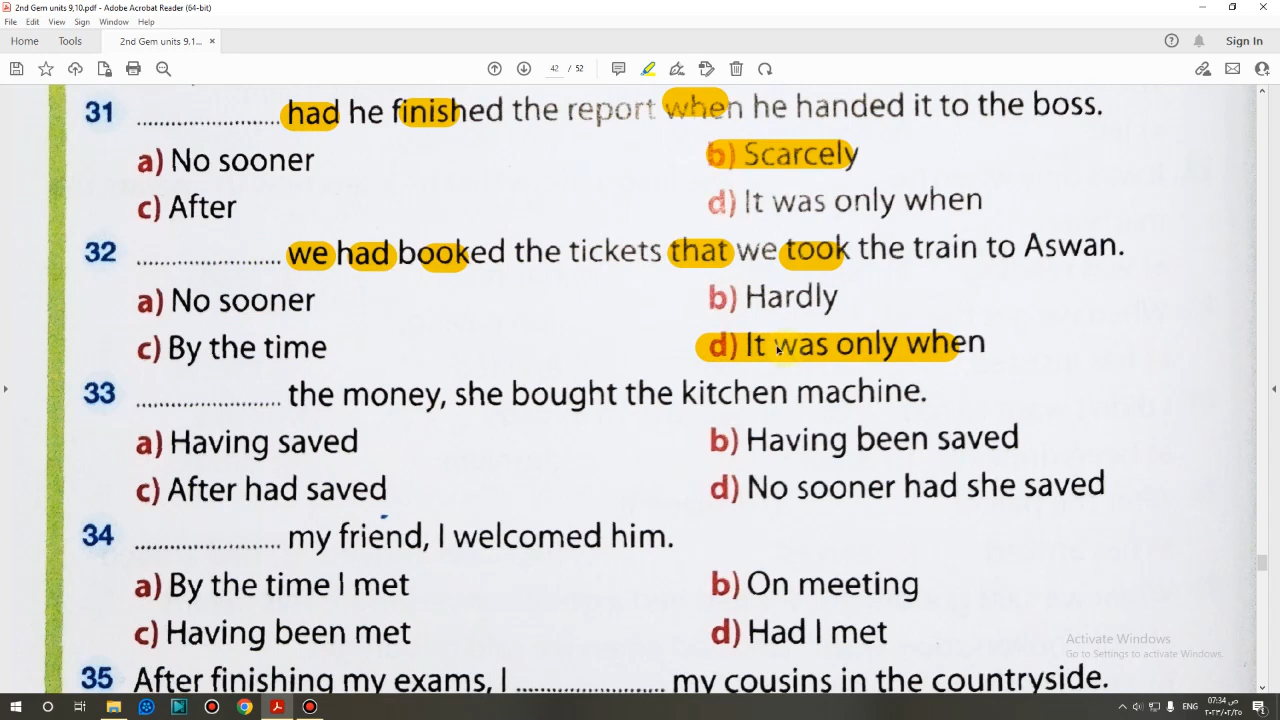 2nd Gem units 9,10.pdf - Adobe Acrobat Reader (64-bit)
File Edit View Sign Window Help
Home Tools 2nd Gem units 9.1... × Sign In
42 / 52
31 ..................... had he finished the report when he handed it to the boss.
a) No sooner b) Scarcely
c) After d) It was only when
32 ..................... we had booked the tickets that we took the train to Aswan.
a) No sooner b) Hardly
c) By the time d) It was only when
33 ..................... the money, she bought the kitchen machine.
a) Having saved b) Having been saved
c) After had saved d) No sooner had she saved
34 ..................... my friend, I welcomed him.
a) By the time I met b) On meeting
c) Having been met d) Had I met
Activate Windows
Go to Settings to activate Windows.
35 After finishing my exams, I ..................... my cousins in the countryside.
ENG 07:34 ص
٢٠٢٣/٠٢/٢٥